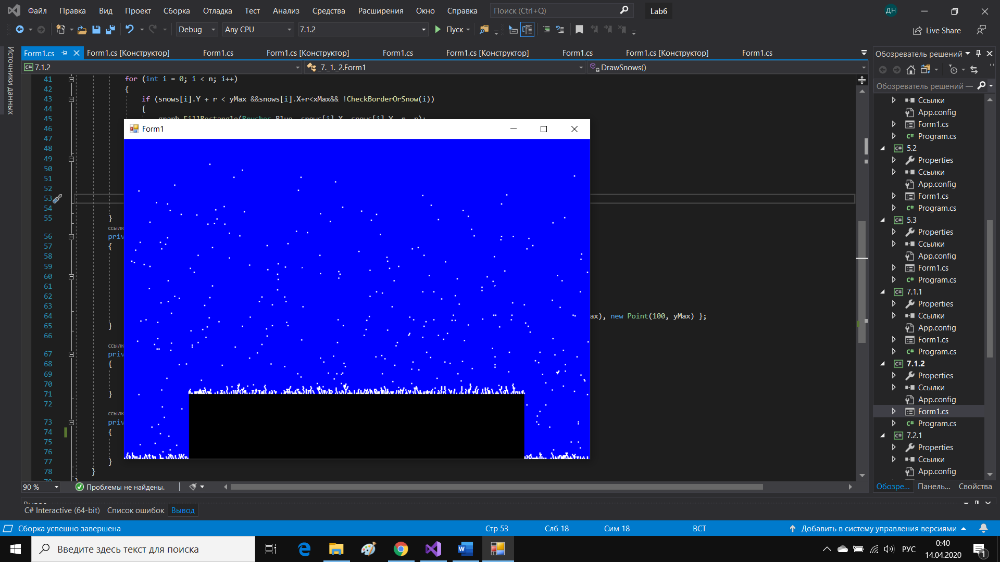 Файл Правка Вид Проект Сборка Отладка Тест Анализ Средства Расширения Окно Справка Поиск (Ctrl+Q) Lab6 ДН
Debug Any CPU 7.1.2 Пуск Live Share
Источники данных
Form1.cs Form1.cs [Конструктор] Form1.cs Form1.cs [Конструктор] Form1.cs Form1.cs [Конструктор] Form1.cs Form1.cs [Конструктор] Form1.cs
C# 7.1.2 _7._1._2.Form1 DrawSnows()
41 for (int i = 0; i < n; i++)
42 {
43 if (snows[i].Y + r < yMax &&snows[i].X+r<xMax&& !CheckBorderOrSnow(i))
44 {
45 graph.FillRectangle(Brushes.Blue, snows[i].X, snows[i].Y, r, r);
46
47
48
49
50
51
52
53
54
55 }
ссылк
56 priv
57 {
58
59
60
61
62
63
64 ax), new Point(100, yMax) };
65 }
66
ссылк
67 priv
68 {
69
70
71 }
72
ссылк
73 priv
74 {
75
76
77 }
78 }
79 }
Form1
90 % Проблемы не найдены.
Обозреватель решений
Обозреватель решений —
Ссылки
App.config
Form1.cs
C# Program.cs
C# 5.2
Properties
Ссылки
App.config
Form1.cs
C# Program.cs
C# 5.3
Properties
Ссылки
App.config
Form1.cs
C# Program.cs
C# 7.1.1
Properties
Ссылки
App.config
Form1.cs
C# Program.cs
C# 7.1.2
Properties
Ссылки
App.config
Form1.cs
C# Program.cs
C# 7.2.1
Properties
Ссылки
App.config
Обозре... Панель... Свойства
Вывод
C# Interactive (64-bit) Список ошибок Вывод
Сборка успешно завершена Стр 53 Слб 18 Сим 18 ВСТ Добавить в систему управления версиями
Введите здесь текст для поиска РУС 0:40
14.04.2020 1